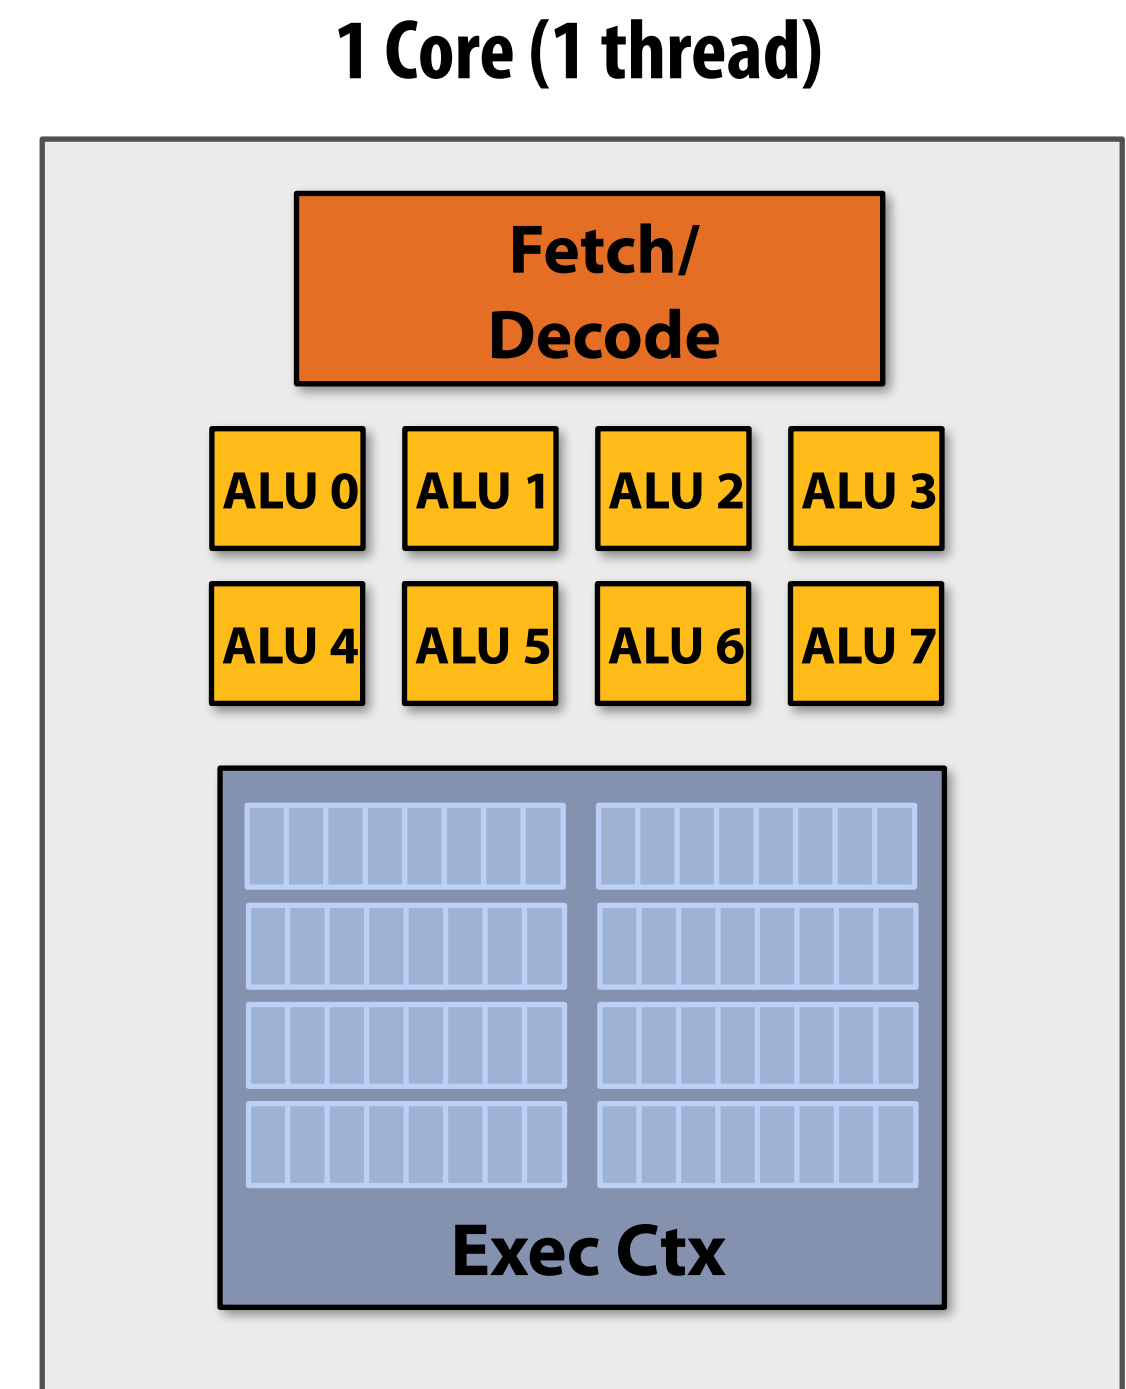 1 Core (1 thread)
Fetch/
Decode
ALU 0
ALU 1
ALU 2
ALU 3
ALU 4
ALU 5
ALU 6
ALU 7
Exec Ctx